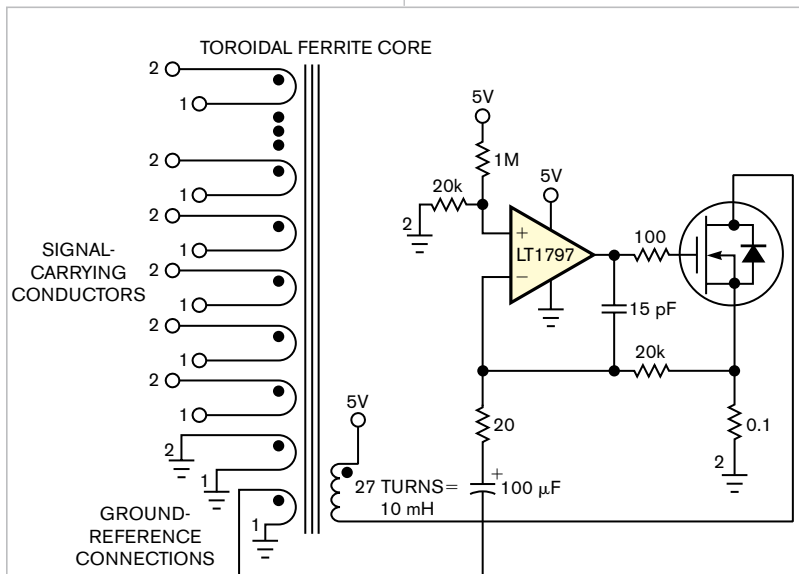 TOROIDAL FERRITE CORE
2
1
2
1
2
1
2
1
2
1
2
1
2
1
1
SIGNAL-
CARRYING
CONDUCTORS
GROUND-
REFERENCE
CONNECTIONS
5V
27 TURNS=
10 mH
5V
1M
20k
2
5V
+
LT1797
−
100
15 pF
20k
20
+
100 µF
0.1
2